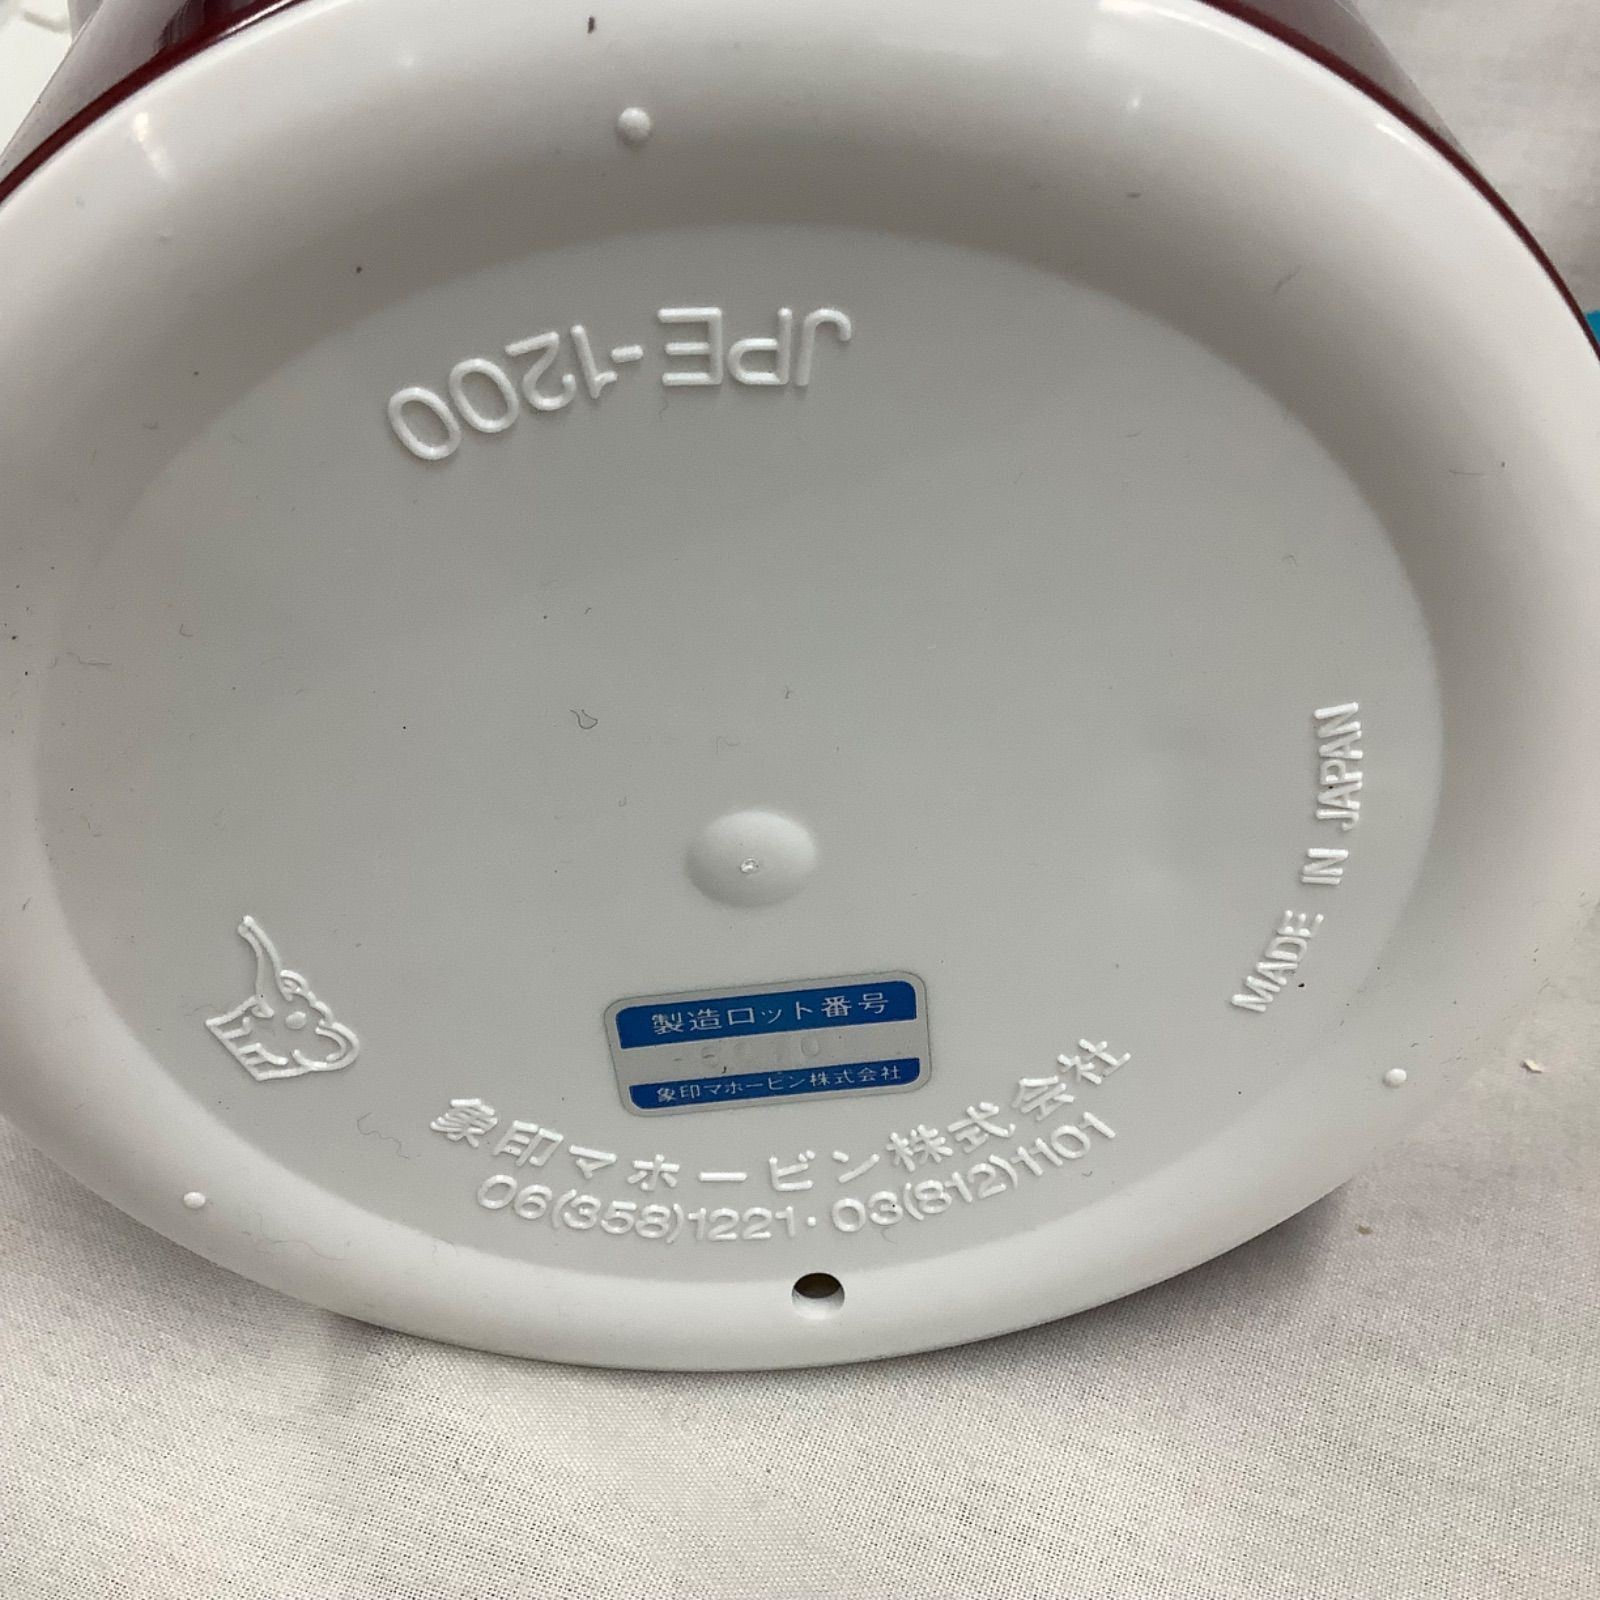 JPE-1200
MADE IN JAPAN
製造ロット番号
象印マホービン株式会社
象印マホービン株式会社
06(358)1221・03(812)1101